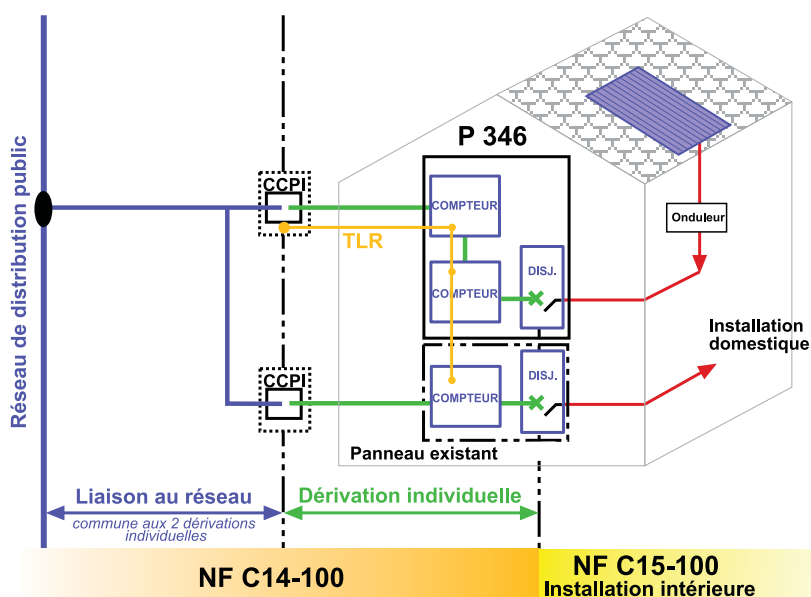 P 346
CCPI
COMPTEUR
TLR
COMPTEUR
DISJ.
Onduleur
Réseau de distribution public
Installation
domestique
CCPI
COMPTEUR
DISJ.
Panneau existant
Liaison au réseau
commune aux 2 dérivations
individuelles
Dérivation individuelle
NF C14-100
NF C15-100
Installation intérieure